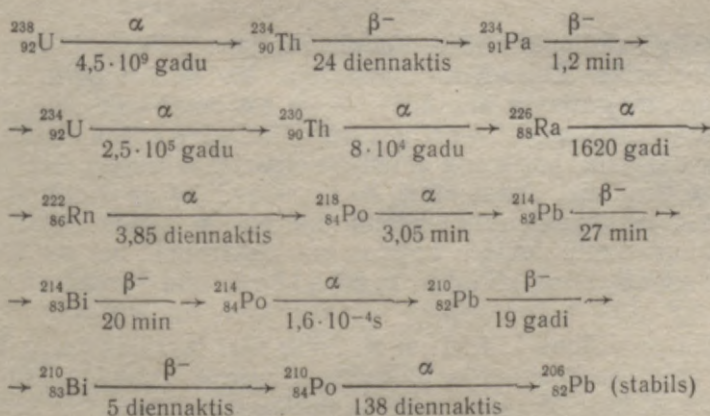 ²³⁸₉₂U —α / 4,5·10⁹ gadu→ ²³⁴₉₀Th —β⁻ / 24 diennaktis→ ²³⁴₉₁Pa —β⁻ / 1,2 min→
→ ²³⁴₉₂U —α / 2,5·10⁵ gadu→ ²³⁰₉₀Th —α / 8·10⁴ gadu→ ²²⁶₈₈Ra —α / 1620 gadi→
→ ²²²₈₆Rn —α / 3,85 diennaktis→ ²¹⁸₈₄Po —α / 3,05 min→ ²¹⁴₈₂Pb —β⁻ / 27 min→
→ ²¹⁴₈₃Bi —β⁻ / 20 min→ ²¹⁴₈₄Po —α / 1,6·10⁻⁴s→ ²¹⁰₈₂Pb —β⁻ / 19 gadi→
→ ²¹⁰₈₃Bi —β⁻ / 5 diennaktis→ ²¹⁰₈₄Po —α / 138 diennaktis→ ²⁰⁶₈₂Pb (stabils)